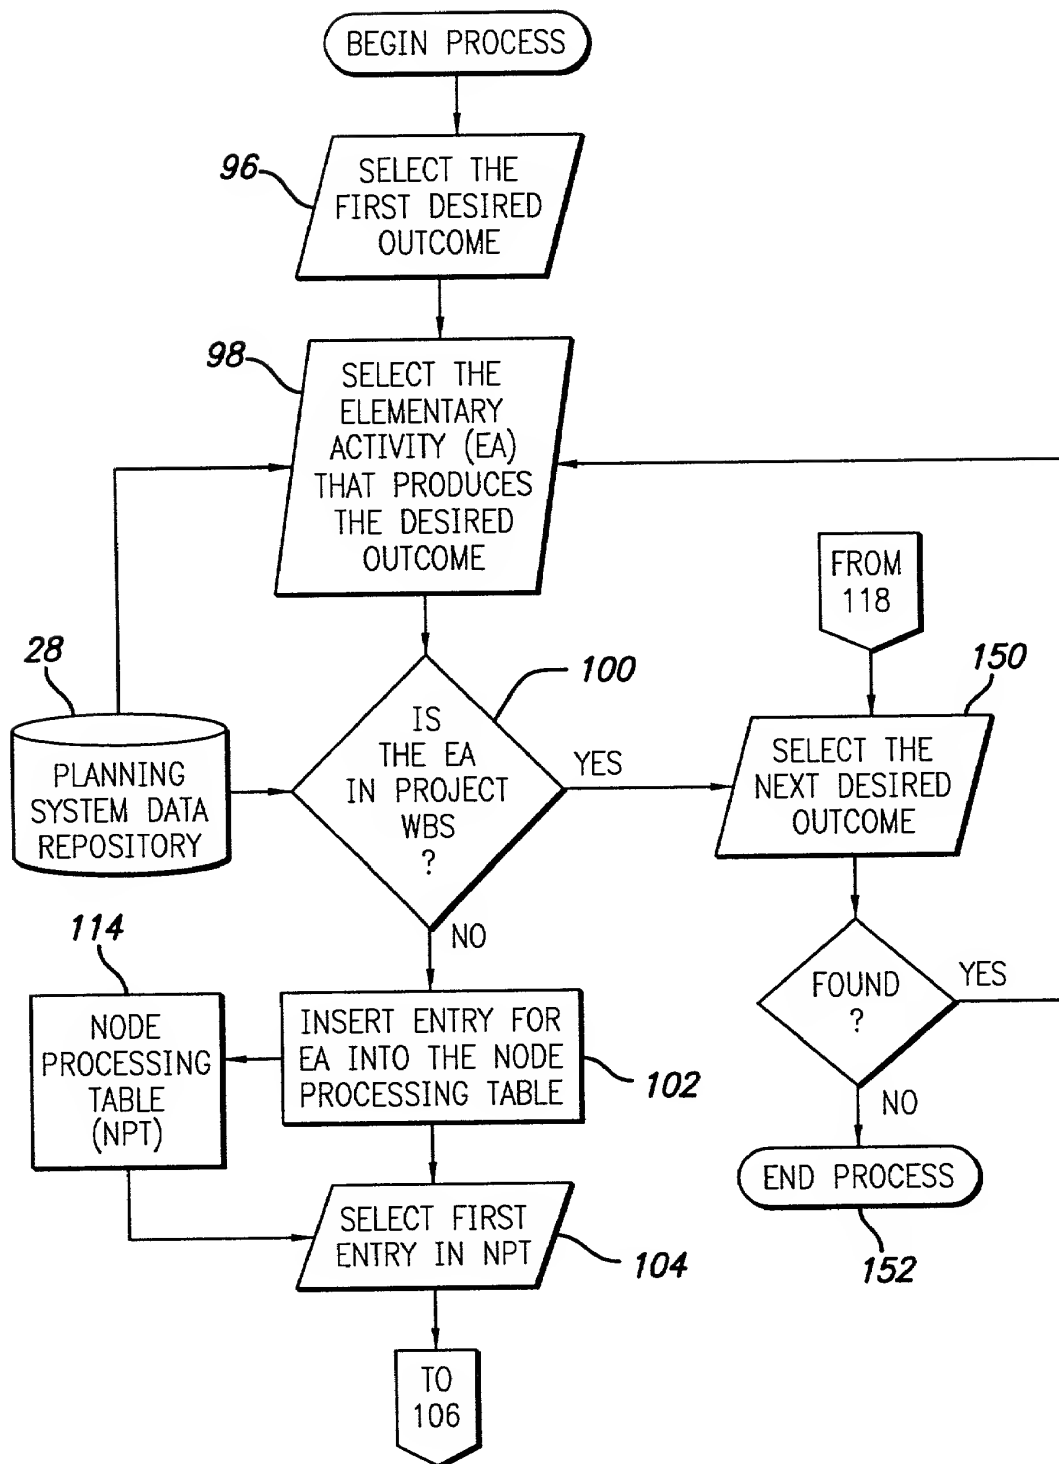 BEGIN PROCESS
96
SELECT THE
FIRST DESIRED
OUTCOME
98
SELECT THE
ELEMENTARY
ACTIVITY (EA)
THAT PRODUCES
THE DESIRED
OUTCOME
FROM
118
28
PLANNING
SYSTEM DATA
REPOSITORY
100
IS
THE EA
IN PROJECT
WBS
?
YES
NO
150
SELECT THE
NEXT DESIRED
OUTCOME
FOUND
?
YES
NO
END PROCESS
152
114
NODE
PROCESSING
TABLE
(NPT)
INSERT ENTRY FOR
EA INTO THE NODE
PROCESSING TABLE
102
SELECT FIRST
ENTRY IN NPT
104
TO
106